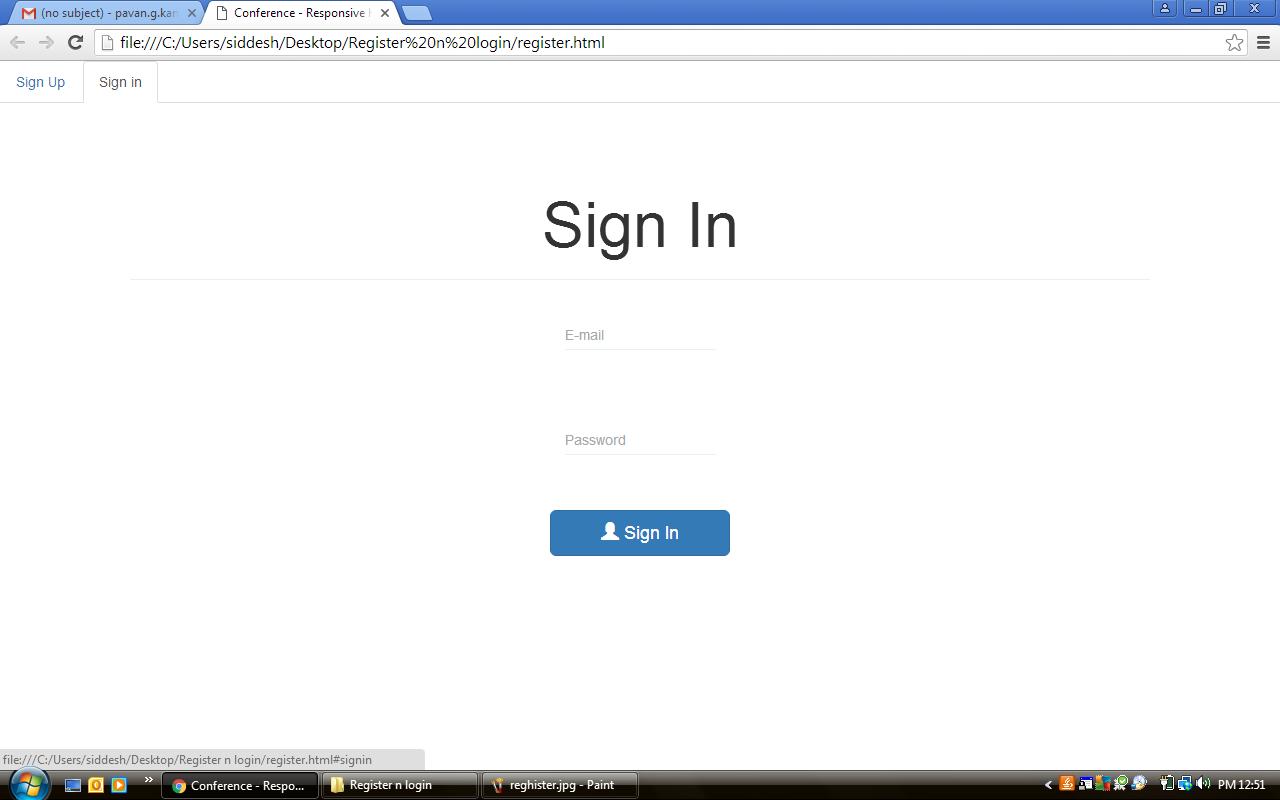 (no subject) - pavan.g.kar
Conference - Responsive
file:///C:/Users/siddesh/Desktop/Register%20n%20login/register.html
Sign Up
Sign in
Sign In
E-mail
Password
Sign In
file:///C:/Users/siddesh/Desktop/Register n login/register.html#signin
Conference - Respo...
Register n login
reghister.jpg - Paint
PM 12:51